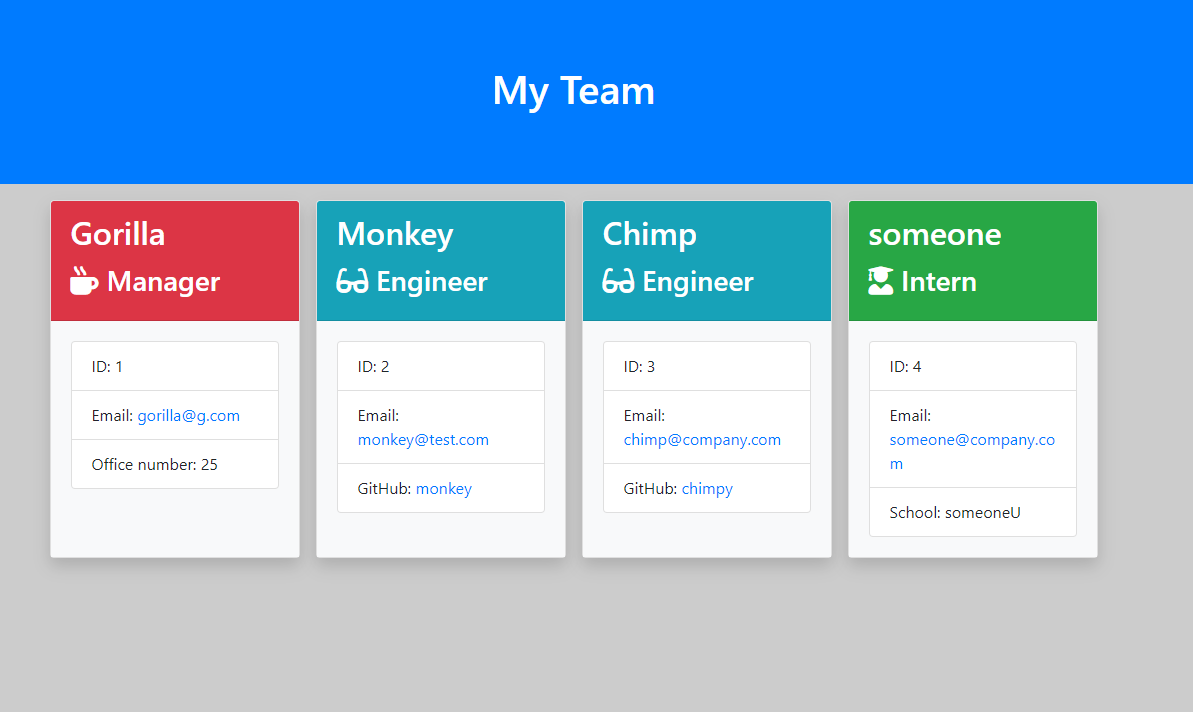 My Team
Gorilla
Manager
ID: 1
Email: gorilla@g.com
Office number: 25
Monkey
Engineer
ID: 2
Email:
monkey@test.com
GitHub: monkey
Chimp
Engineer
ID: 3
Email:
chimp@company.com
GitHub: chimpy
someone
Intern
ID: 4
Email:
someone@company.co
m
School: someoneU